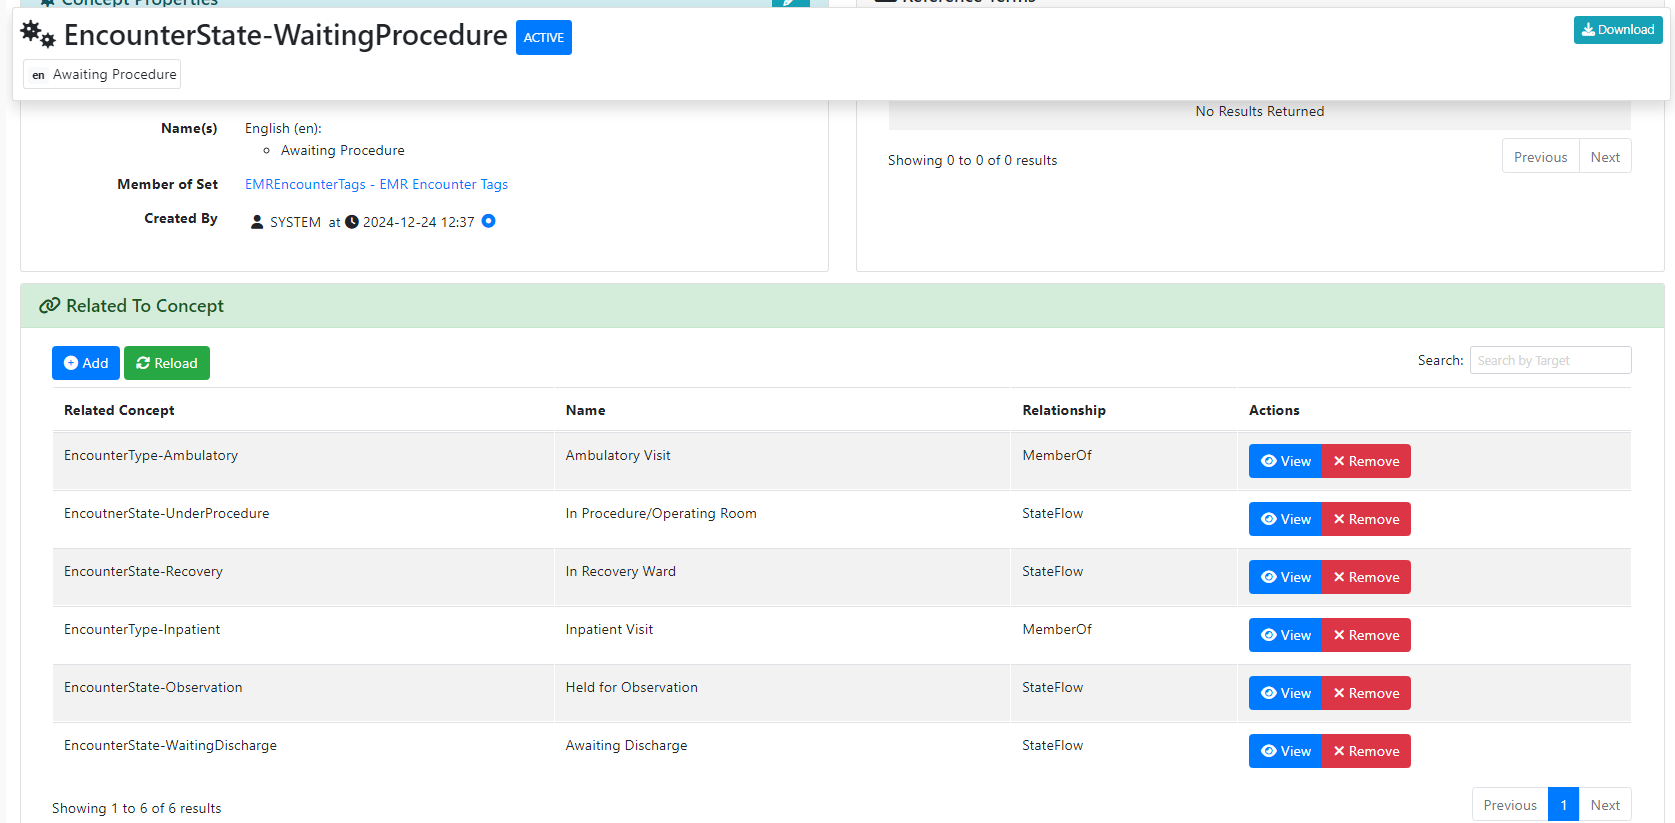 Concept Properties
Reference Terms
EncounterState-WaitingProcedure ACTIVE
Download
en Awaiting Procedure
Name(s) English (en):
Awaiting Procedure
Member of Set EMREncounterTags - EMR Encounter Tags
Created By SYSTEM at 2024-12-24 12:37
No Results Returned
Showing 0 to 0 of 0 results
Previous Next
Related To Concept
Add Reload
Search: Search by Target
Related Concept Name Relationship Actions
EncounterType-Ambulatory Ambulatory Visit MemberOf View Remove
EncoutnerState-UnderProcedure In Procedure/Operating Room StateFlow View Remove
EncounterState-Recovery In Recovery Ward StateFlow View Remove
EncounterType-Inpatient Inpatient Visit MemberOf View Remove
EncounterState-Observation Held for Observation StateFlow View Remove
EncounterState-WaitingDischarge Awaiting Discharge StateFlow View Remove
Showing 1 to 6 of 6 results
Previous 1 Next